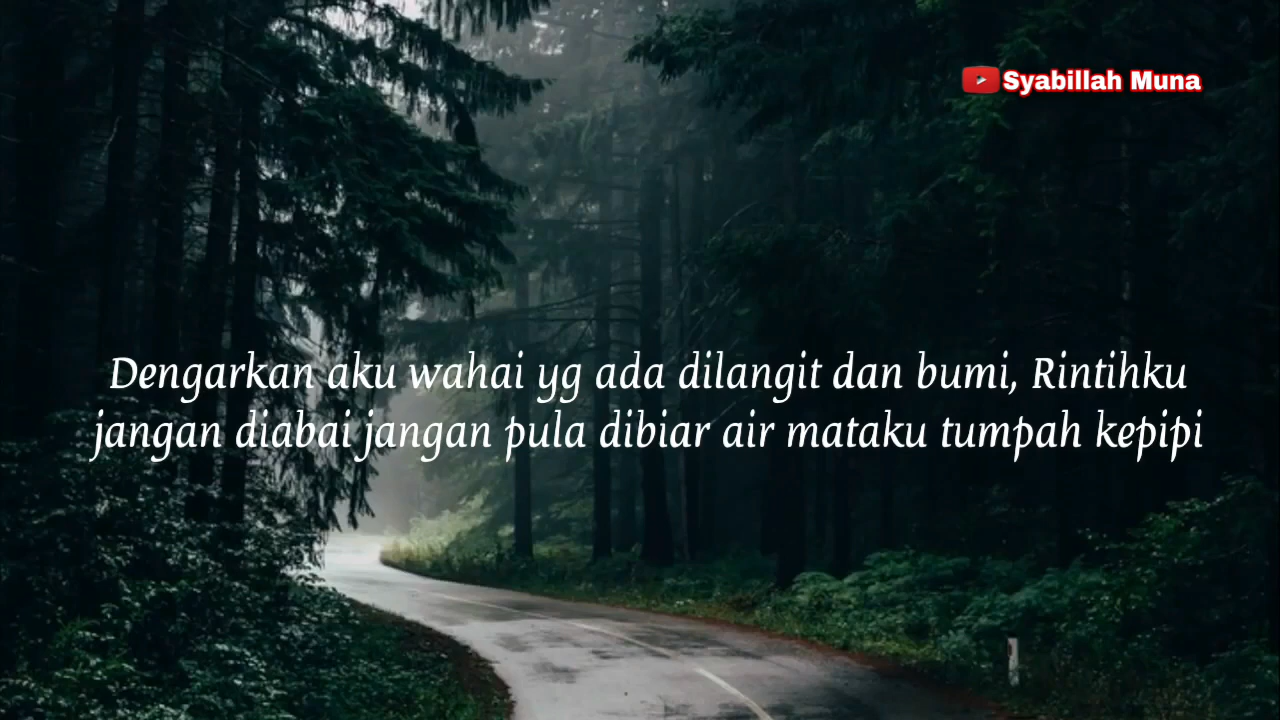 Syabillah Muna
Dengarkan aku wahai yg ada dilangit dan bumi, Rintihku
jangan diabai jangan pula dibiar air mataku tumpah kepipi